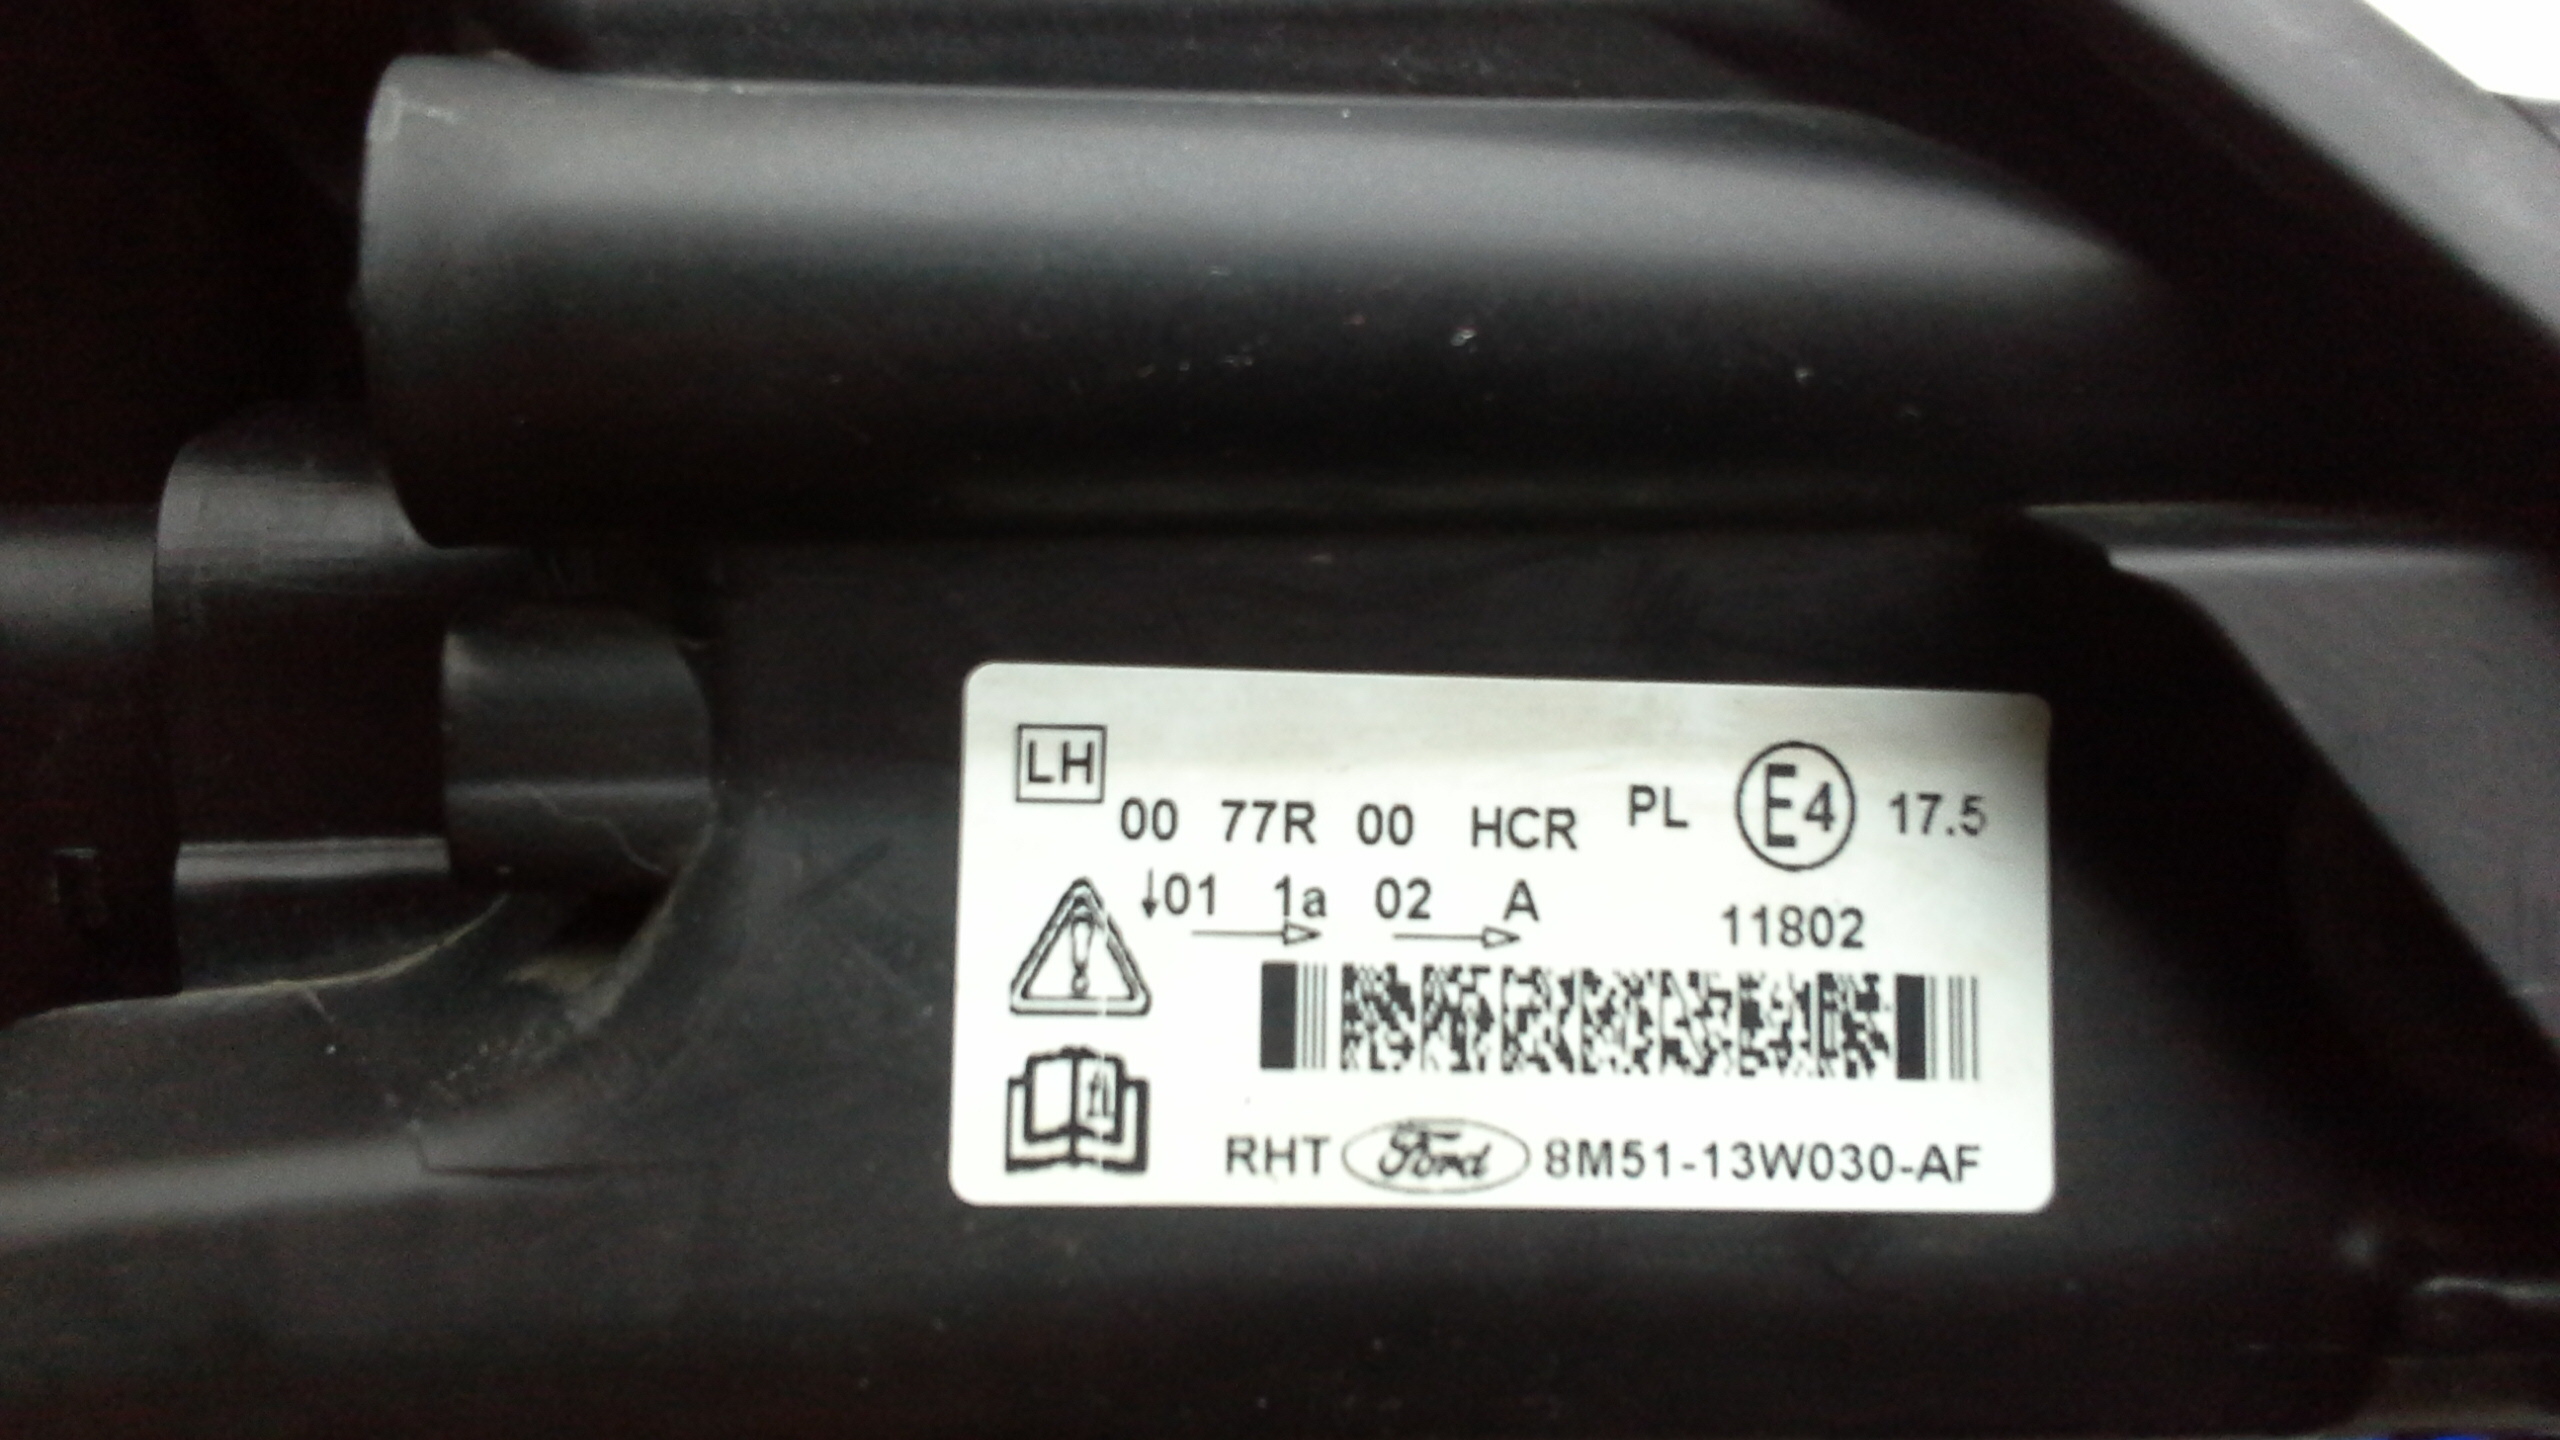 LH
00 77R 00 HCR PL E4 17.5
↓01 1a 02 A 11802
RHT Ford 8M51-13W030-AF